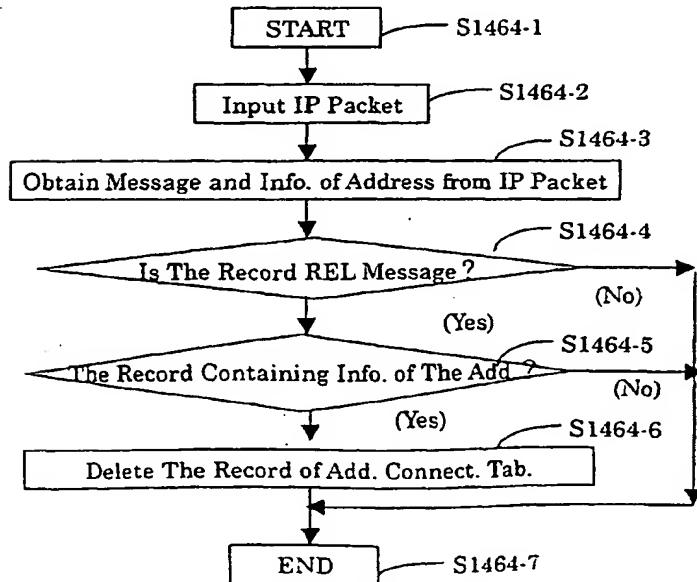 START
S1464-1
Input IP Packet
S1464-2
S1464-3
Obtain Message and Info. of Address from IP Packet
S1464-4
Is The Record REL Message ?
(No)
(Yes)
S1464-5
The Record Containing Info. of The Add. ?
(No)
(Yes)
S1464-6
Delete The Record of Add. Connect. Tab.
END
S1464-7